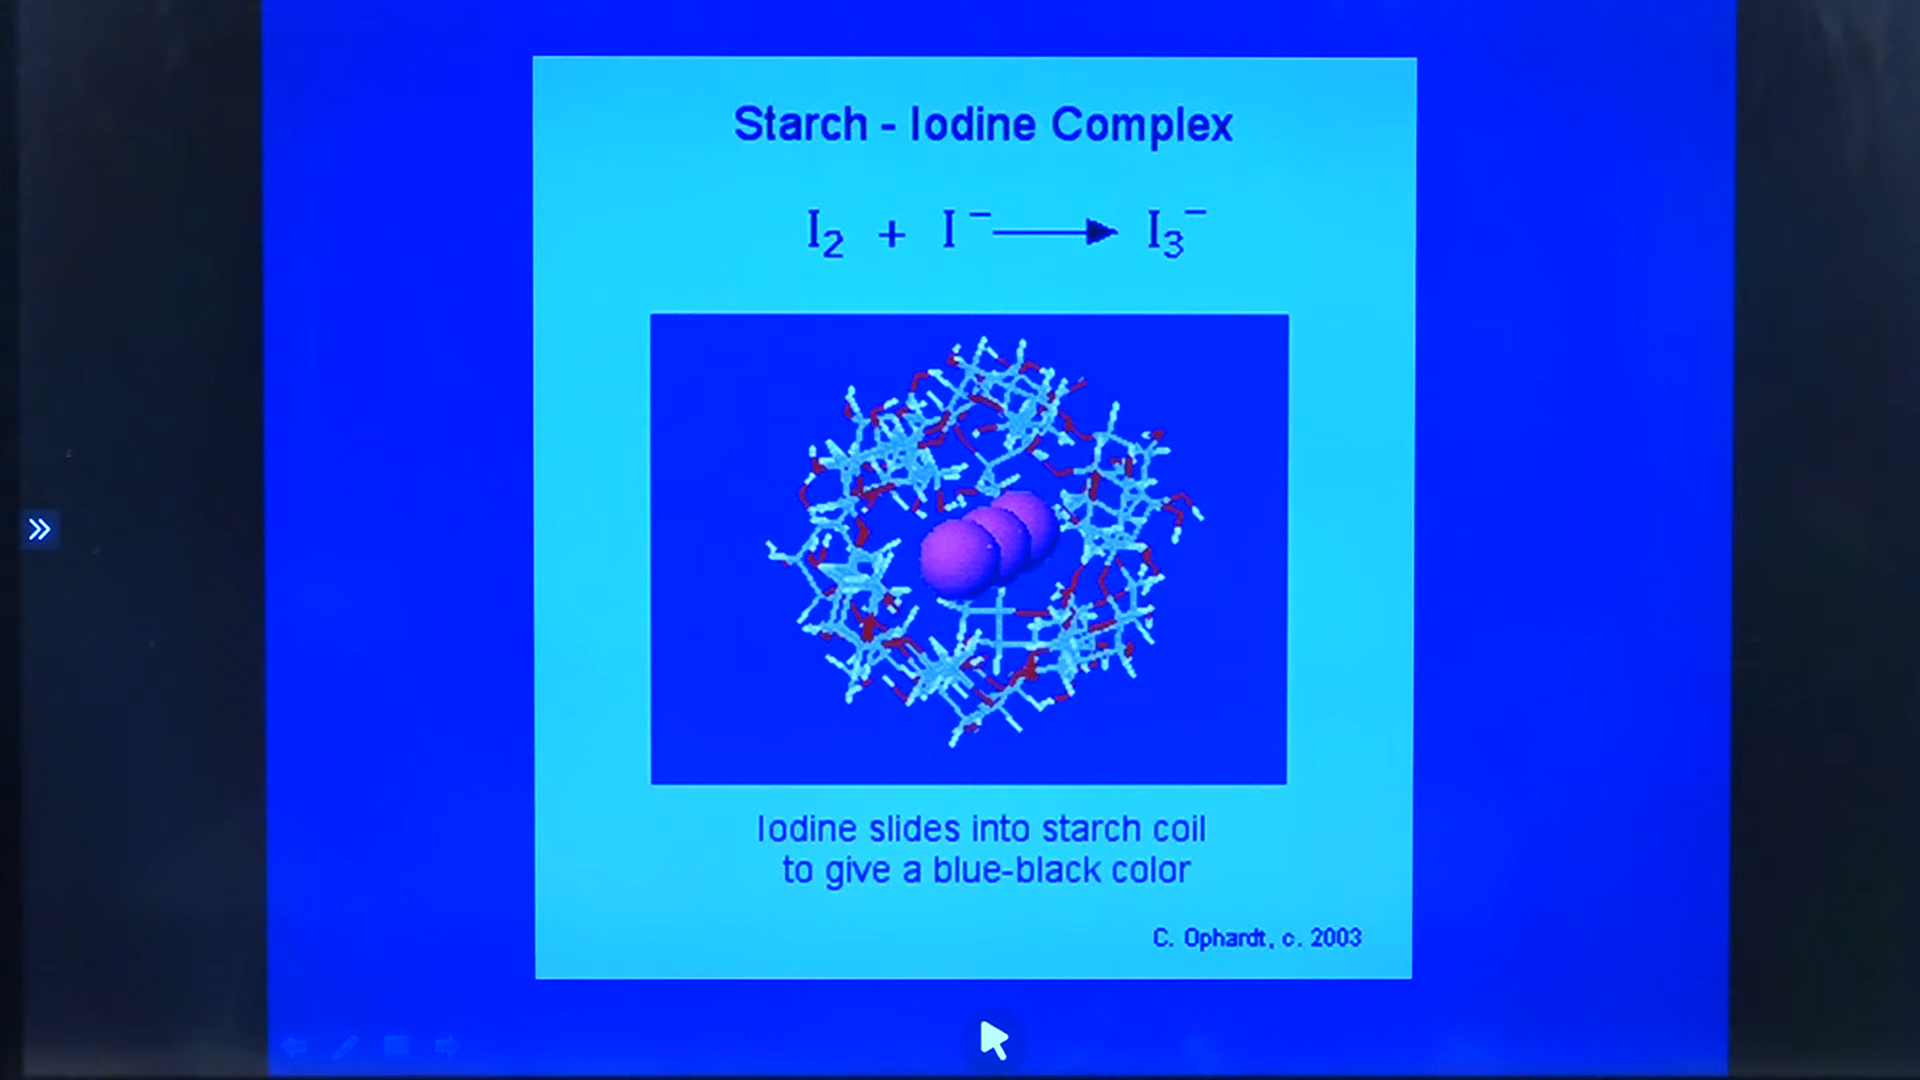 Starch - Iodine Complex
I₂ + I⁻ ⟶ I₃⁻
Iodine slides into starch coil
to give a blue-black color
C. Ophardt, c. 2003